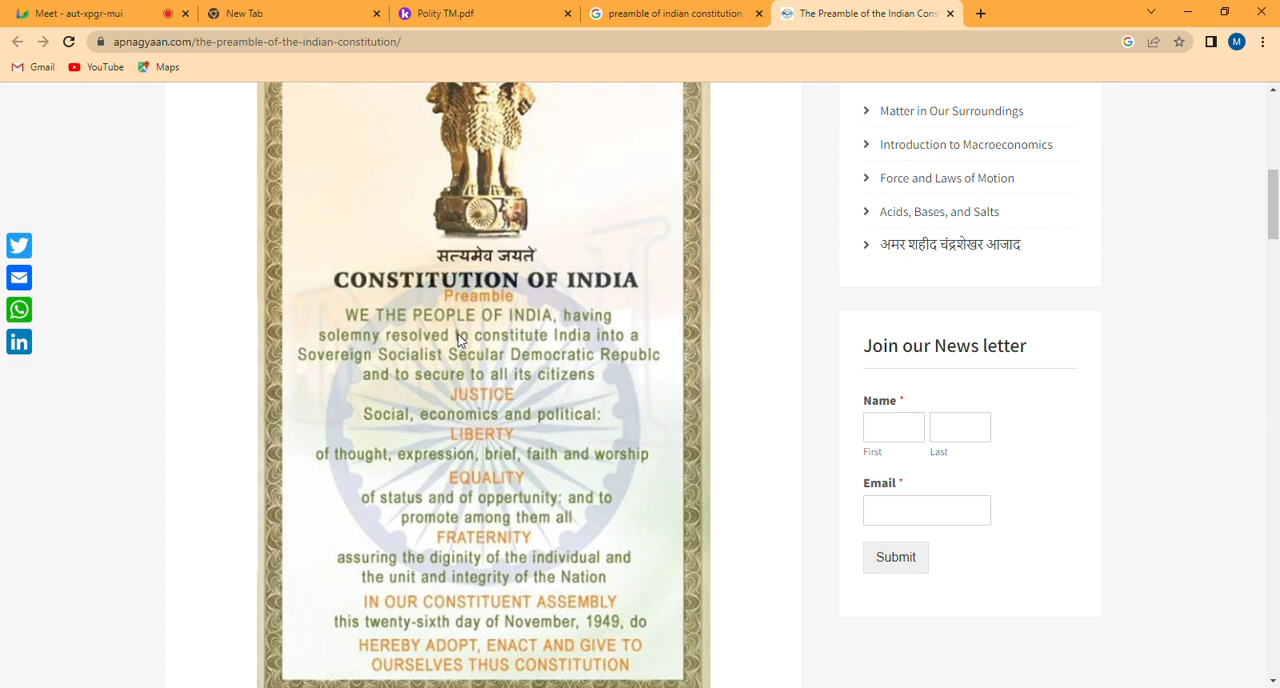 Meet - aut-xpgr-mui
New Tab
Polity TM.pdf
preamble of indian constitution
The Preamble of the Indian Cons
apnagyaan.com/the-preamble-of-the-indian-constitution/
M
Gmail
YouTube
Maps
सत्यमेव जयते
CONSTITUTION OF INDIA
Preamble
WE THE PEOPLE OF INDIA, having
solemny resolved to constitute India into a
Sovereign Socialist Secular Democratic Republc
and to secure to all its citizens
JUSTICE
Social, economics and political:
LIBERTY
of thought, expression, brief, faith and worship
EQUALITY
of status and of oppertunity: and to
promote among them all
FRATERNITY
assuring the diginity of the individual and
the unit and integrity of the Nation
IN OUR CONSTITUENT ASSEMBLY
this twenty-sixth day of November, 1949, do
HEREBY ADOPT, ENACT AND GIVE TO
OURSELVES THUS CONSTITUTION
Matter in Our Surroundings
Introduction to Macroeconomics
Force and Laws of Motion
Acids, Bases, and Salts
अमर शहीद चंद्रशेखर आजाद
Join our News letter
Name *
First
Last
Email *
Submit